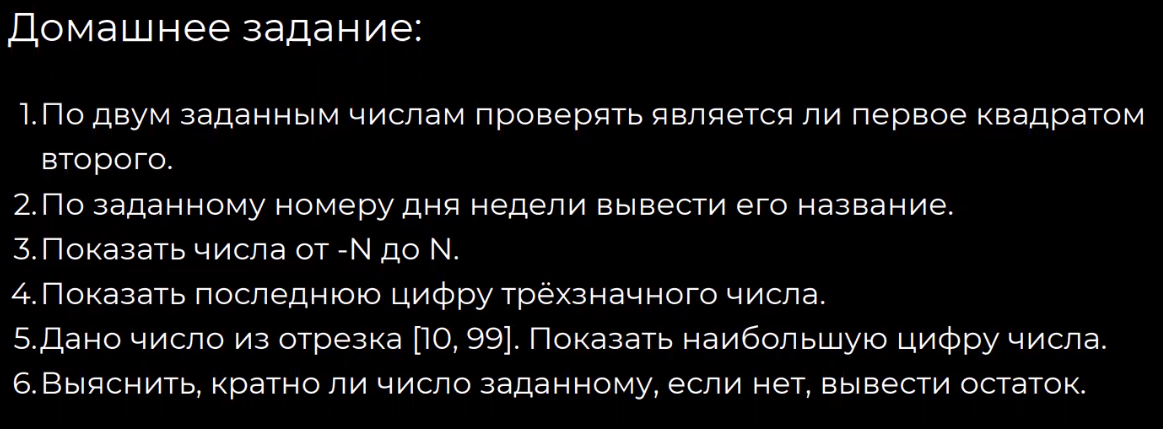 Домашнее задание:
1.По двум заданным числам проверять является ли первое квадратом
второго.
2.По заданному номеру дня недели вывести его название.
3.Показать числа от -N до N.
4.Показать последнюю цифру трёхзначного числа.
5.Дано число из отрезка [10, 99]. Показать наибольшую цифру числа.
6.Выяснить, кратно ли число заданному, если нет, вывести остаток.